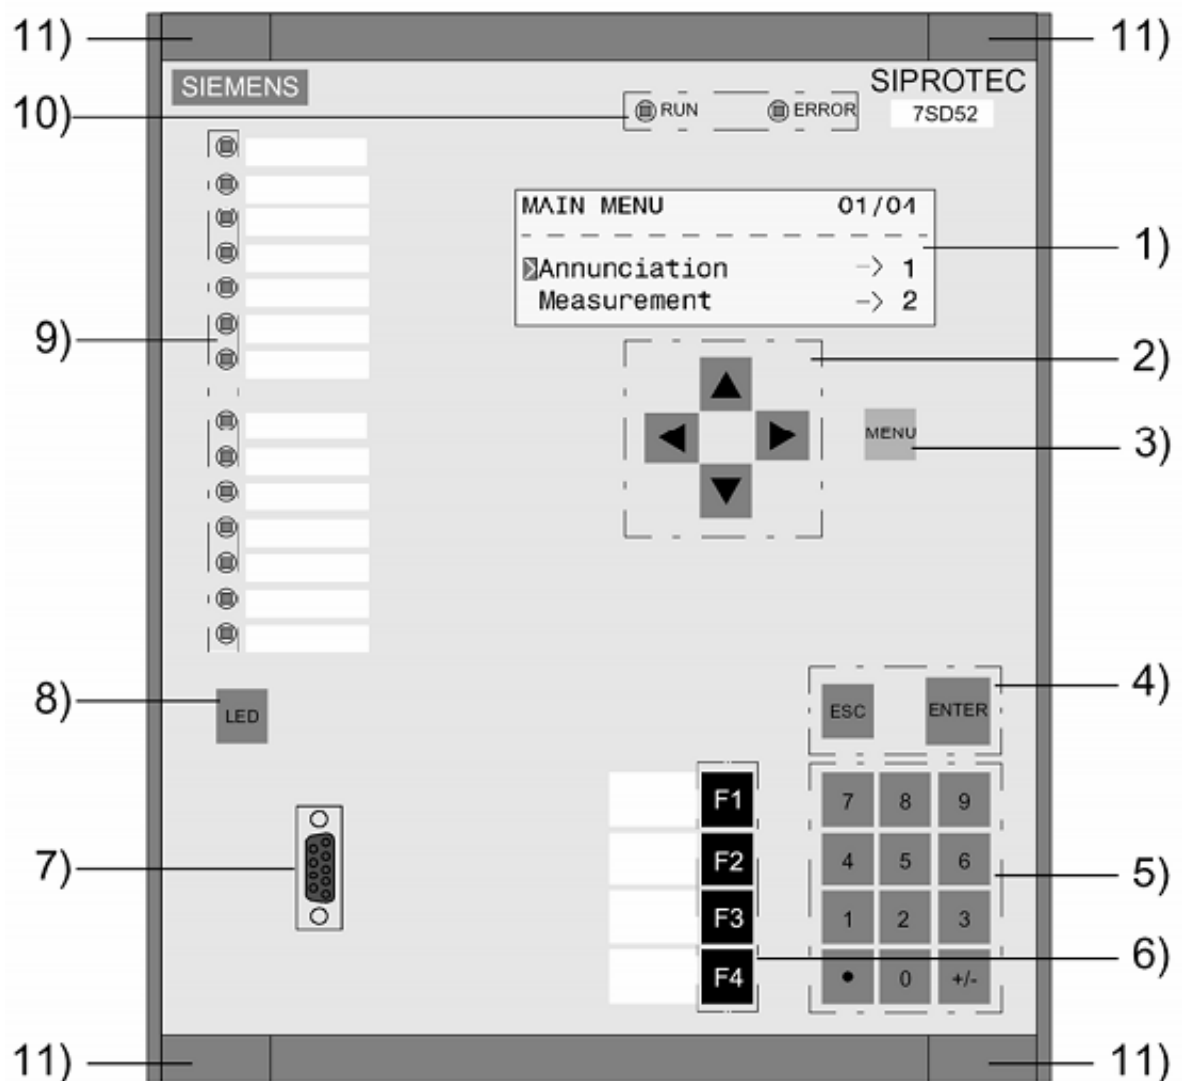 11) 11)
SIEMENS SIPROTEC
10) RUN ERROR 7SD52
MAIN MENU 01/04
1)
>Annunciation -> 1
Measurement -> 2
9)
2)
MENU
3)
4)
8)
LED ESC ENTER
F1 7 8 9
7) F2 4 5 6 5)
F3 1 2 3
6)
F4 • 0 +/-
11) 11)